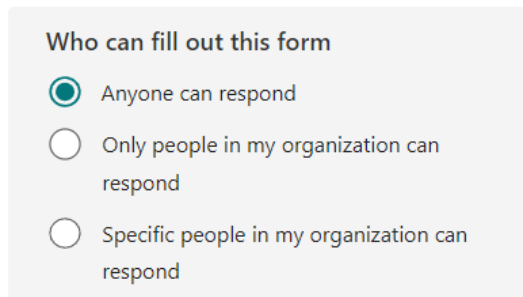 Who can fill out this form
Anyone can respond
Only people in my organization can
respond
Specific people in my organization can
respond